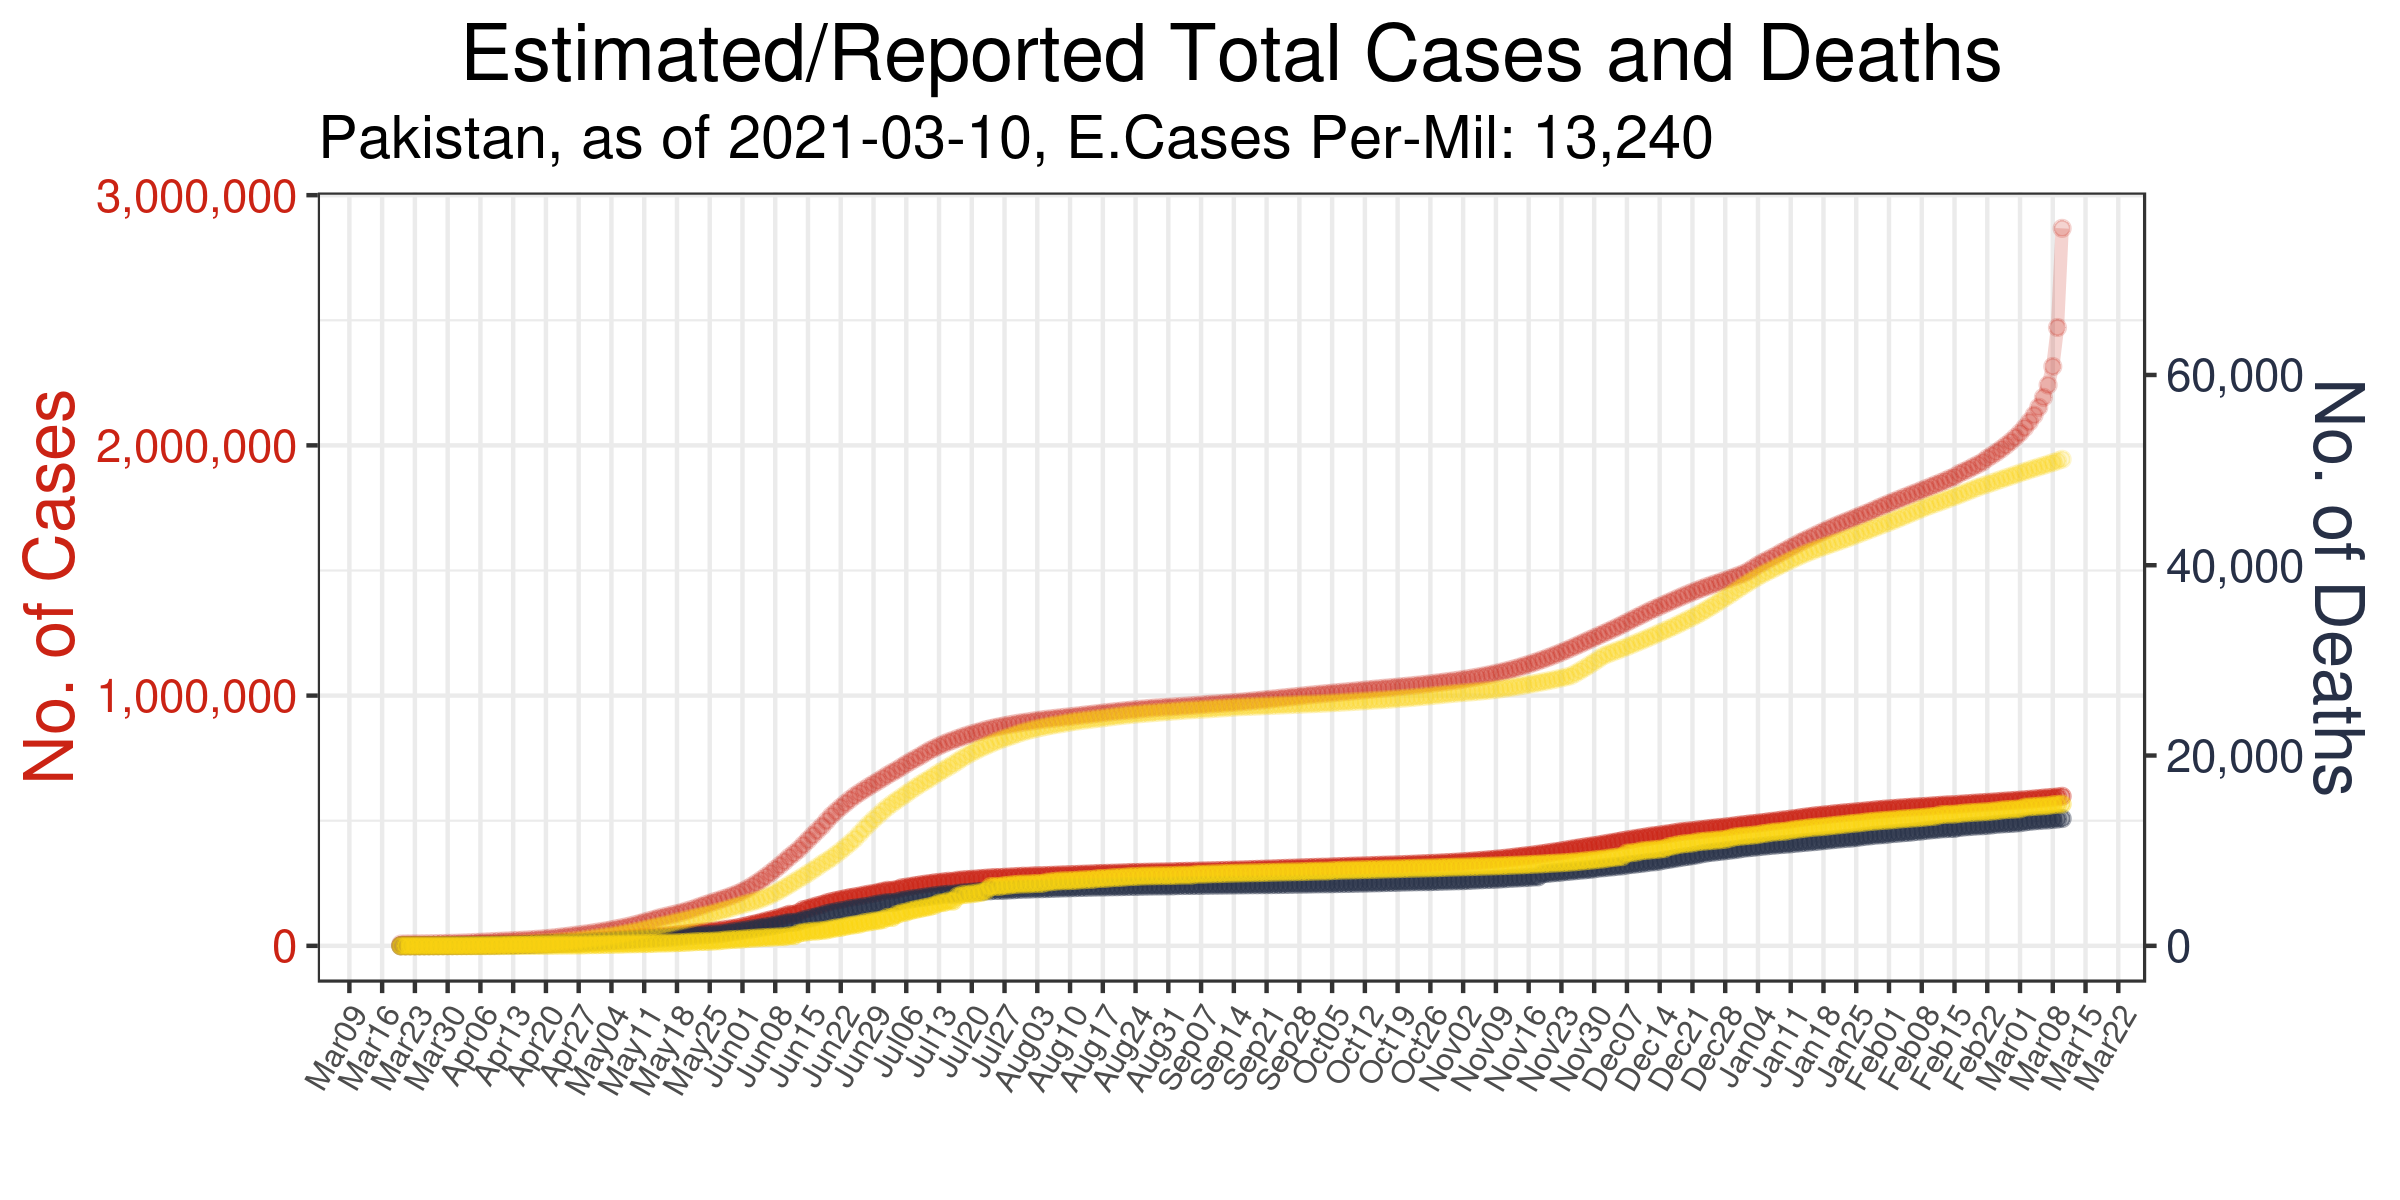 Estimated/Reported Total Cases and Deaths
Pakistan, as of 2021-03-10, E.Cases Per-Mil: 13,240
No. of Cases
3,000,000
2,000,000
1,000,000
0
60,000
40,000
20,000
0
No. of Deaths
Mar09
Mar16
Mar23
Mar30
Apr06
Apr13
Apr20
Apr27
May04
May11
May18
May25
Jun01
Jun08
Jun15
Jun22
Jun29
Jul06
Jul13
Jul20
Jul27
Aug03
Aug10
Aug17
Aug24
Aug31
Sep07
Sep14
Sep21
Sep28
Oct05
Oct12
Oct19
Oct26
Nov02
Nov09
Nov16
Nov23
Nov30
Dec07
Dec14
Dec21
Dec28
Jan04
Jan11
Jan18
Jan25
Feb01
Feb08
Feb15
Feb22
Mar01
Mar08
Mar15
Mar22